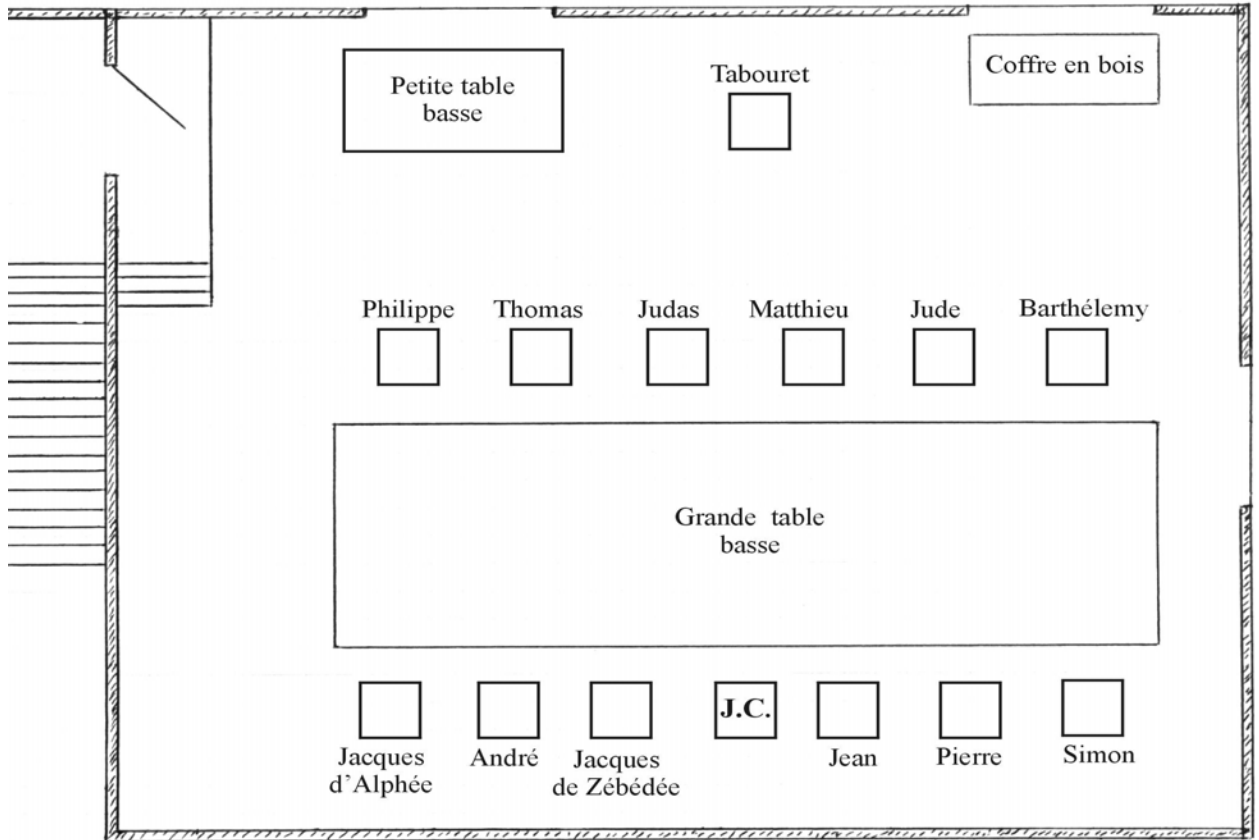 Petite table
basse
Tabouret
Coffre en bois
Philippe
Thomas
Judas
Matthieu
Jude
Barthélemy
Grande table
basse
J.C.
Jacques
d'Alphée
André
Jacques
de Zébédée
Jean
Pierre
Simon